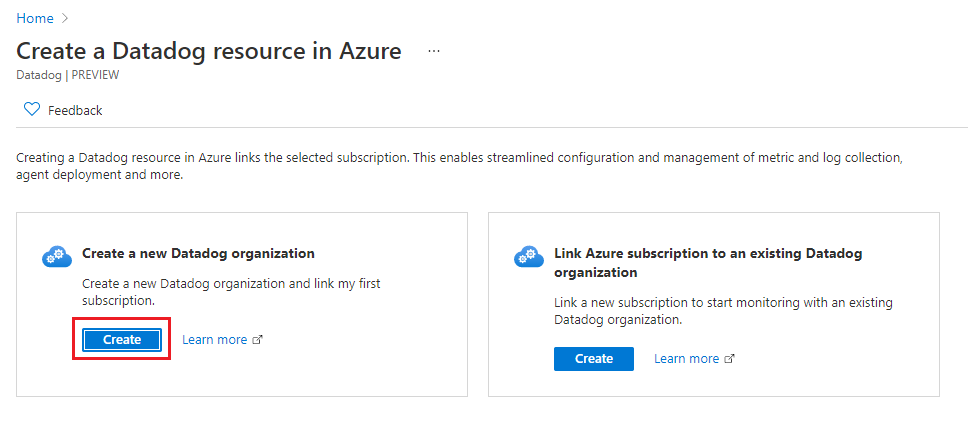 Home
Create a Datadog resource in Azure ...
Datadog | PREVIEW
Feedback
Creating a Datadog resource in Azure links the selected subscription. This enables streamlined configuration and management of metric and log collection,
agent deployment and more.
Create a new Datadog organization
Create a new Datadog organization and link my first
subscription.
Create Learn more
Link Azure subscription to an existing Datadog
organization
Link a new subscription to start monitoring with an existing
Datadog organization.
Create Learn more